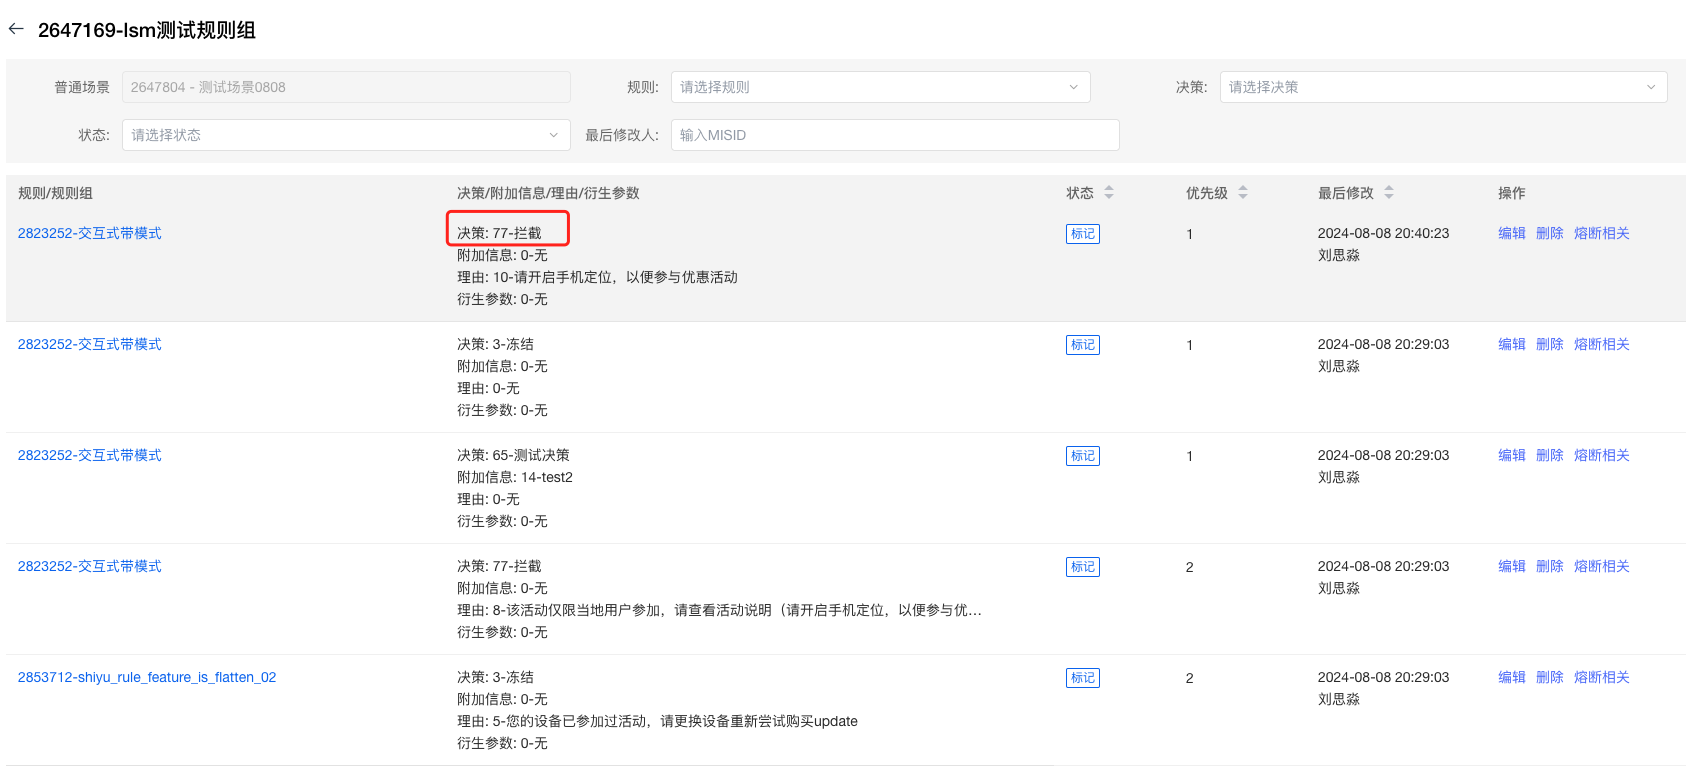 2647169-lsm测试规则组
普通场景 2647804 - 测试场景0808 规则: 请选择规则 决策: 请选择决策
状态: 请选择状态 最后修改人: 输入MISID
规则/规则组 决策/附加信息/理由/衍生参数 状态 优先级 最后修改 操作
2823252-交互式带模式 决策: 77-拦截 标记 1 2024-08-08 20:40:23 编辑 删除 熔断相关
附加信息: 0-无 刘思淼
理由: 10-请开启手机定位，以便参与优惠活动
衍生参数: 0-无
2823252-交互式带模式 决策: 3-冻结 标记 1 2024-08-08 20:29:03 编辑 删除 熔断相关
附加信息: 0-无 刘思淼
理由: 0-无
衍生参数: 0-无
2823252-交互式带模式 决策: 65-测试决策 标记 1 2024-08-08 20:29:03 编辑 删除 熔断相关
附加信息: 14-test2 刘思淼
理由: 0-无
衍生参数: 0-无
2823252-交互式带模式 决策: 77-拦截 标记 2 2024-08-08 20:29:03 编辑 删除 熔断相关
附加信息: 0-无 刘思淼
理由: 8-该活动仅限当地用户参加，请查看活动说明（请开启手机定位，以便参与优...
衍生参数: 0-无
2853712-shiyu_rule_feature_is_flatten_02 决策: 3-冻结 标记 2 2024-08-08 20:29:03 编辑 删除 熔断相关
附加信息: 0-无 刘思淼
理由: 5-您的设备已参加过活动，请更换设备重新尝试购买update
衍生参数: 0-无